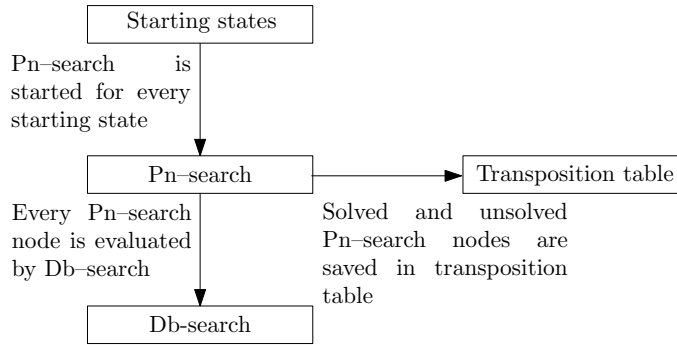 Starting states
Pn–search is
started for every
starting state
Pn–search
Transposition table
Every Pn–search
node is evaluated
by Db–search
Solved and unsolved
Pn–search nodes are
saved in transposition
table
Db-search